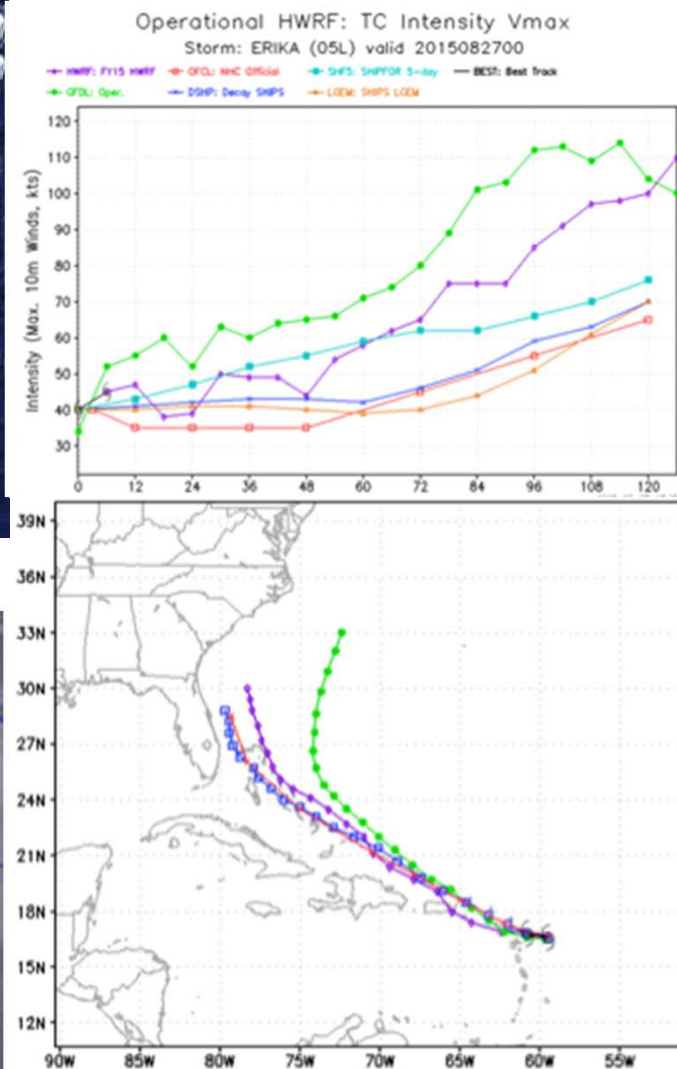 Operational HWRF: TC Intensity Vmax
Storm: ERIKA (05L) valid 2015082700
HWRF: FY15 HWRF OFCL: NHC Official SHF5: SHIPFOR 5-day BEST: Best Track
GFDL: Oper. DSHP: Decay SHIPS LGEM: SHIPS LGEM
Intensity (Max. 10m Winds, kts)
120
110
100
90
80
70
60
50
40
30
0 12 24 36 48 60 72 84 96 108 120
39N
36N
33N
30N
27N
24N
21N
18N
15N
12N
90W 85W 80W 75W 70W 65W 60W 55W